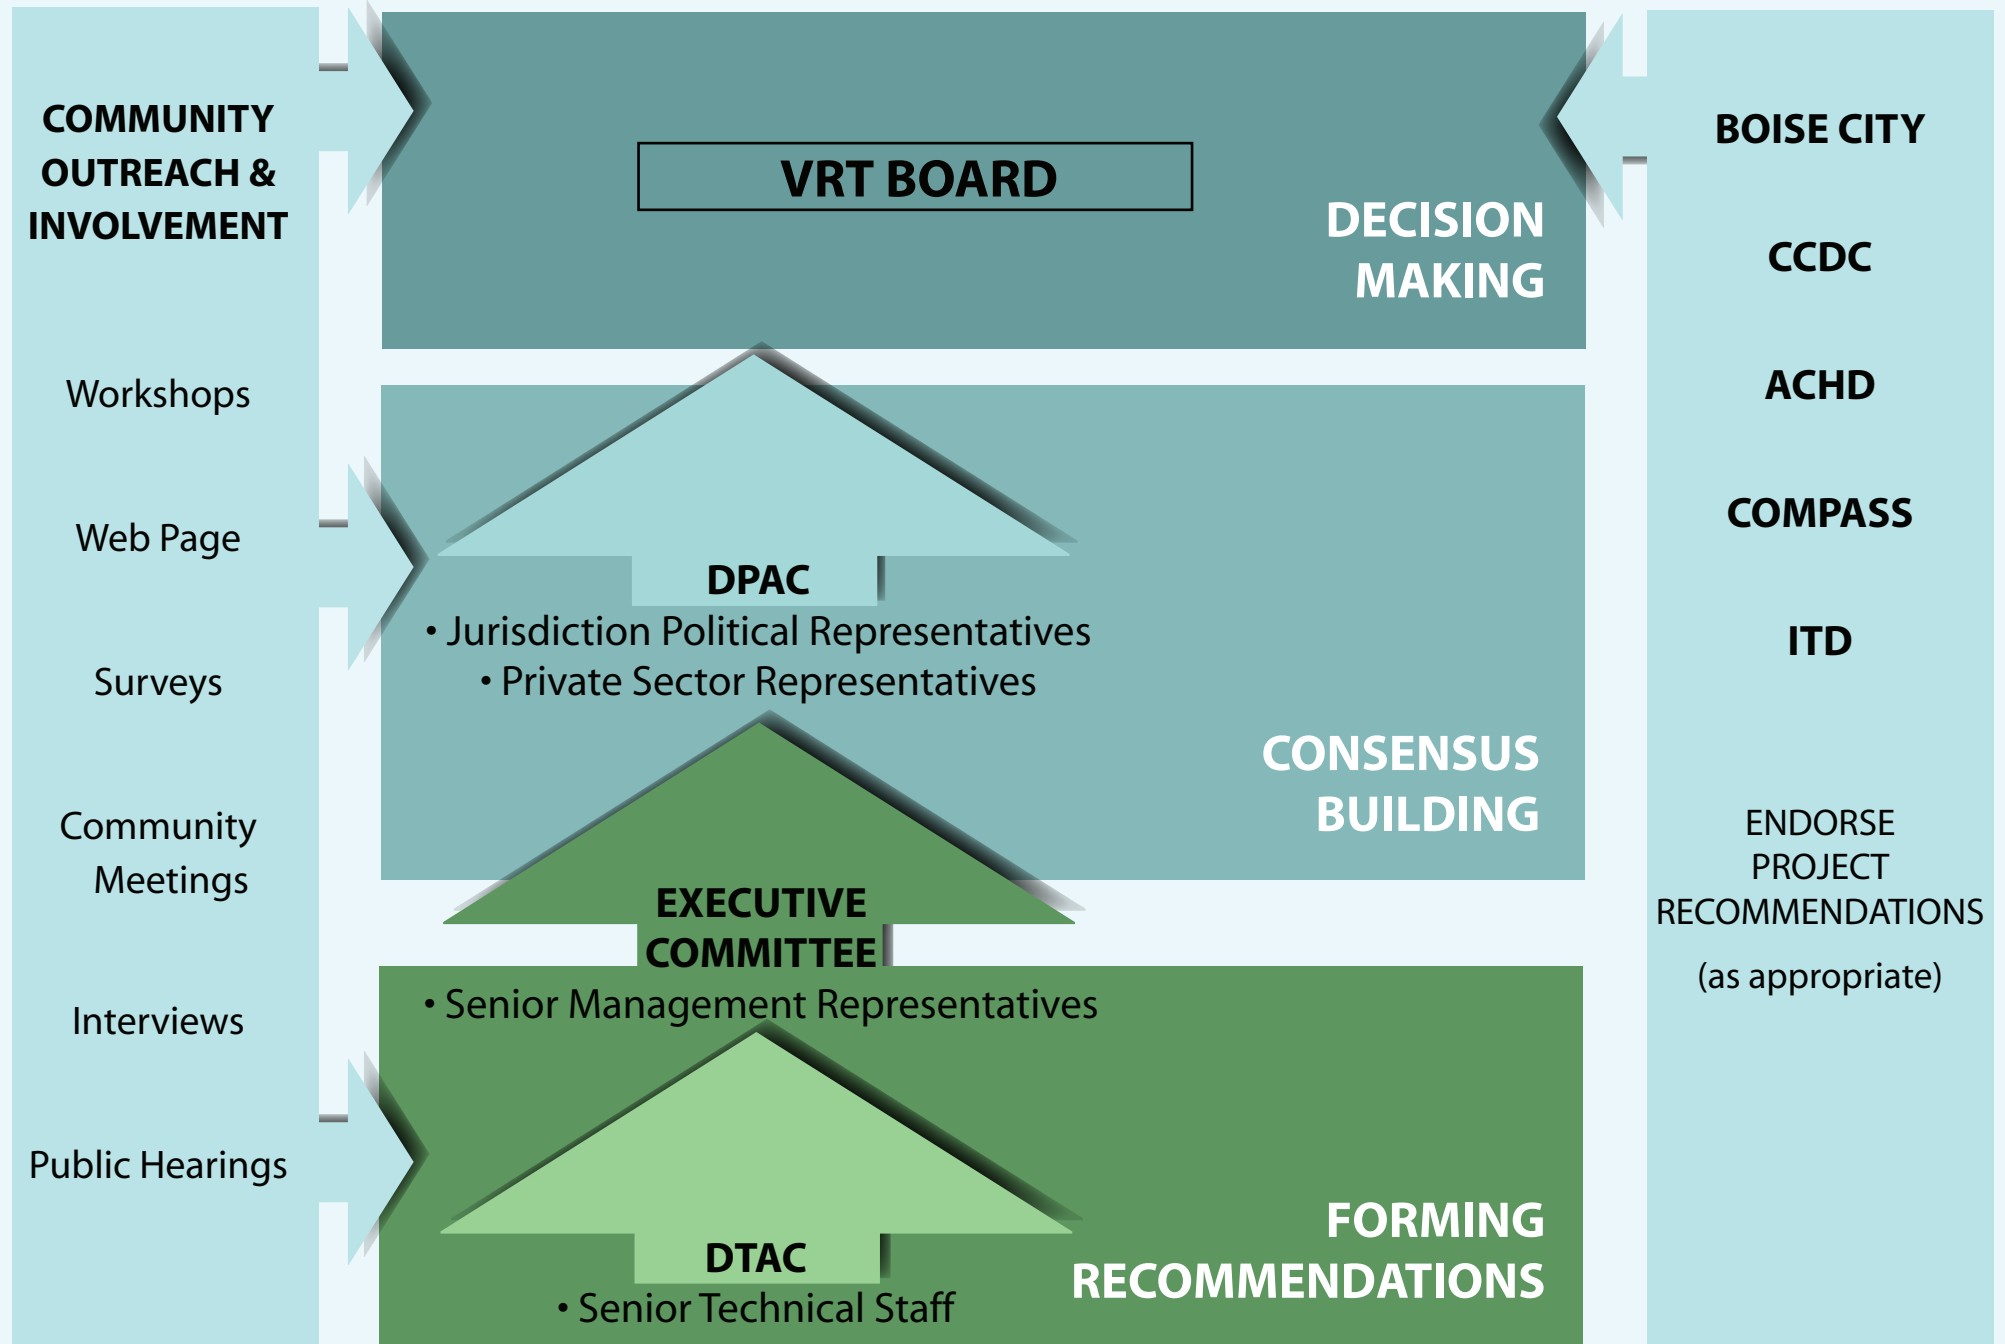 COMMUNITY
OUTREACH &
INVOLVEMENT
Workshops
Web Page
Surveys
Community
Meetings
Interviews
Public Hearings
VRT BOARD
DECISION
MAKING
DPAC
• Jurisdiction Political Representatives
• Private Sector Representatives
CONSENSUS
BUILDING
EXECUTIVE
COMMITTEE
• Senior Management Representatives
DTAC
• Senior Technical Staff
FORMING
RECOMMENDATIONS
BOISE CITY
CCDC
ACHD
COMPASS
ITD
ENDORSE
PROJECT
RECOMMENDATIONS
(as appropriate)